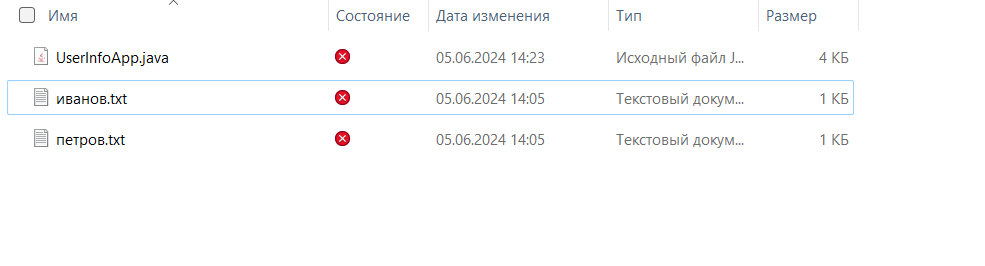 Имя Состояние Дата изменения Тип Размер
UserInfoApp.java 05.06.2024 14:23 Исходный файл J... 4 КБ
иванов.txt 05.06.2024 14:05 Текстовый докум... 1 КБ
петров.txt 05.06.2024 14:05 Текстовый докум... 1 КБ